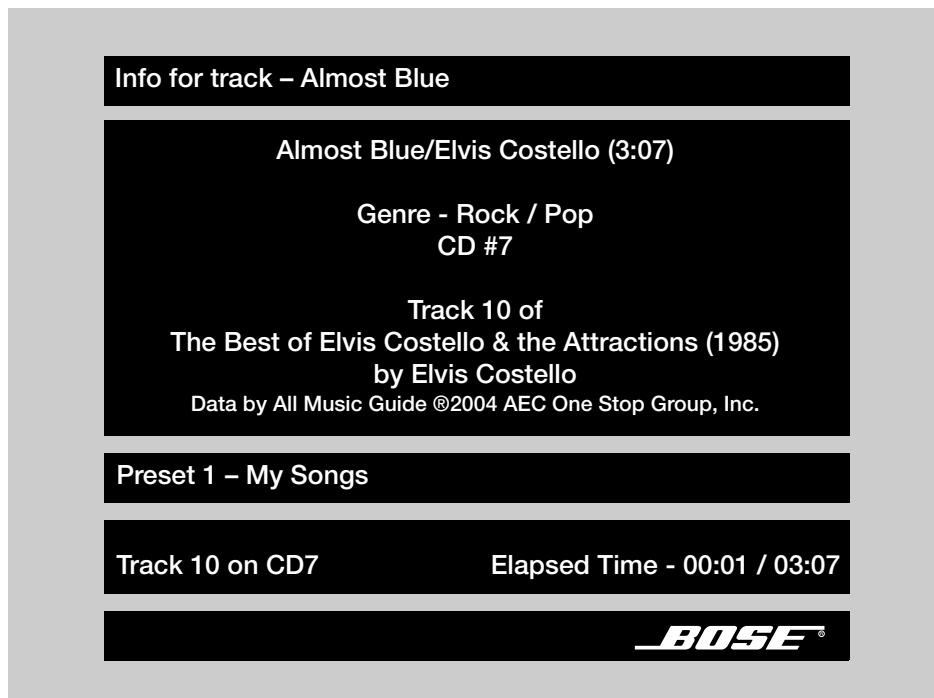 Info for track – Almost Blue
Almost Blue/Elvis Costello (3:07)
Genre - Rock / Pop
CD #7
Track 10 of
The Best of Elvis Costello & the Attractions (1985)
by Elvis Costello
Data by All Music Guide ®2004 AEC One Stop Group, Inc.
Preset 1 – My Songs
Track 10 on CD7 Elapsed Time - 00:01 / 03:07
BOSE®